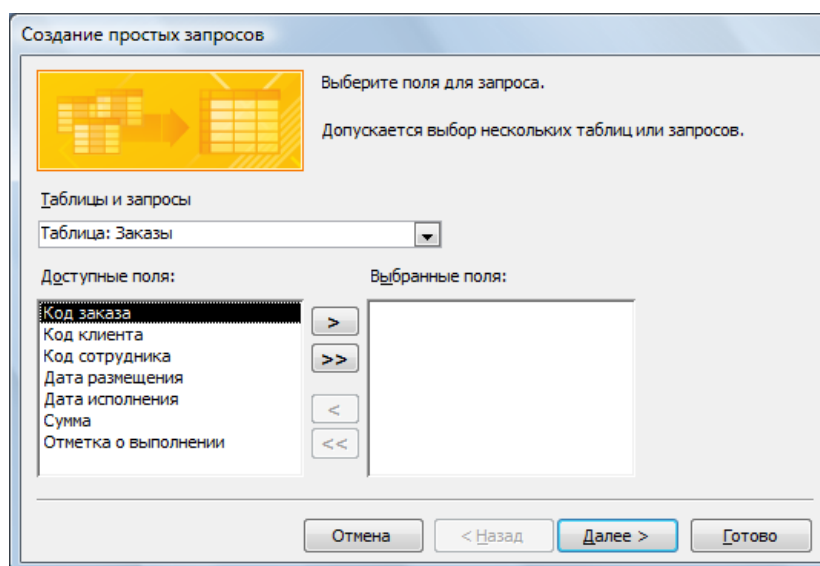 Создание простых запросов
Выберите поля для запроса.
Допускается выбор нескольких таблиц или запросов.
Таблицы и запросы
Таблица: Заказы
Доступные поля:
Выбранные поля:
Код заказа
Код клиента
Код сотрудника
Дата размещения
Дата исполнения
Сумма
Отметка о выполнении
>
>>
<
<<
Отмена
< Назад
Далее >
Готово